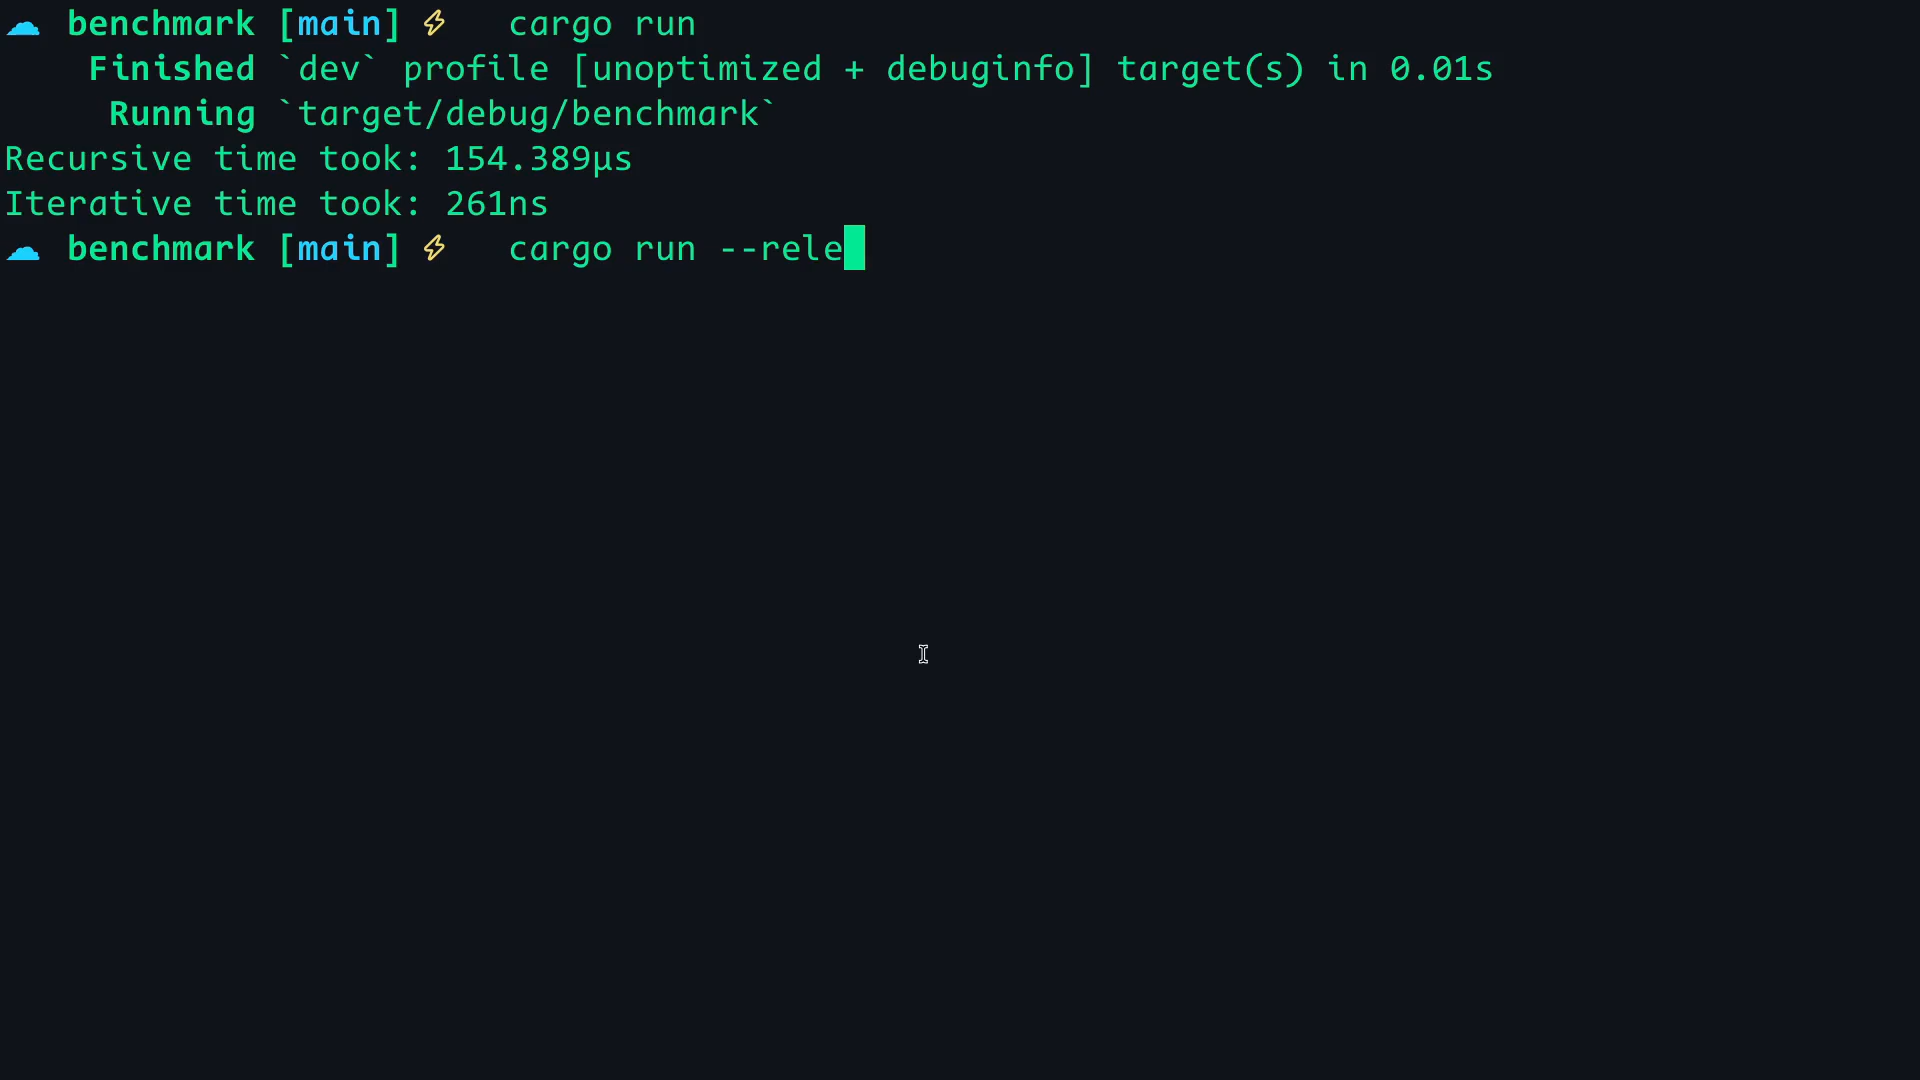 benchmark [main] ⚡ cargo run
Finished `dev` profile [unoptimized + debuginfo] target(s) in 0.01s
Running `target/debug/benchmark`
Recursive time took: 154.389µs
Iterative time took: 261ns
benchmark [main] ⚡ cargo run --rele